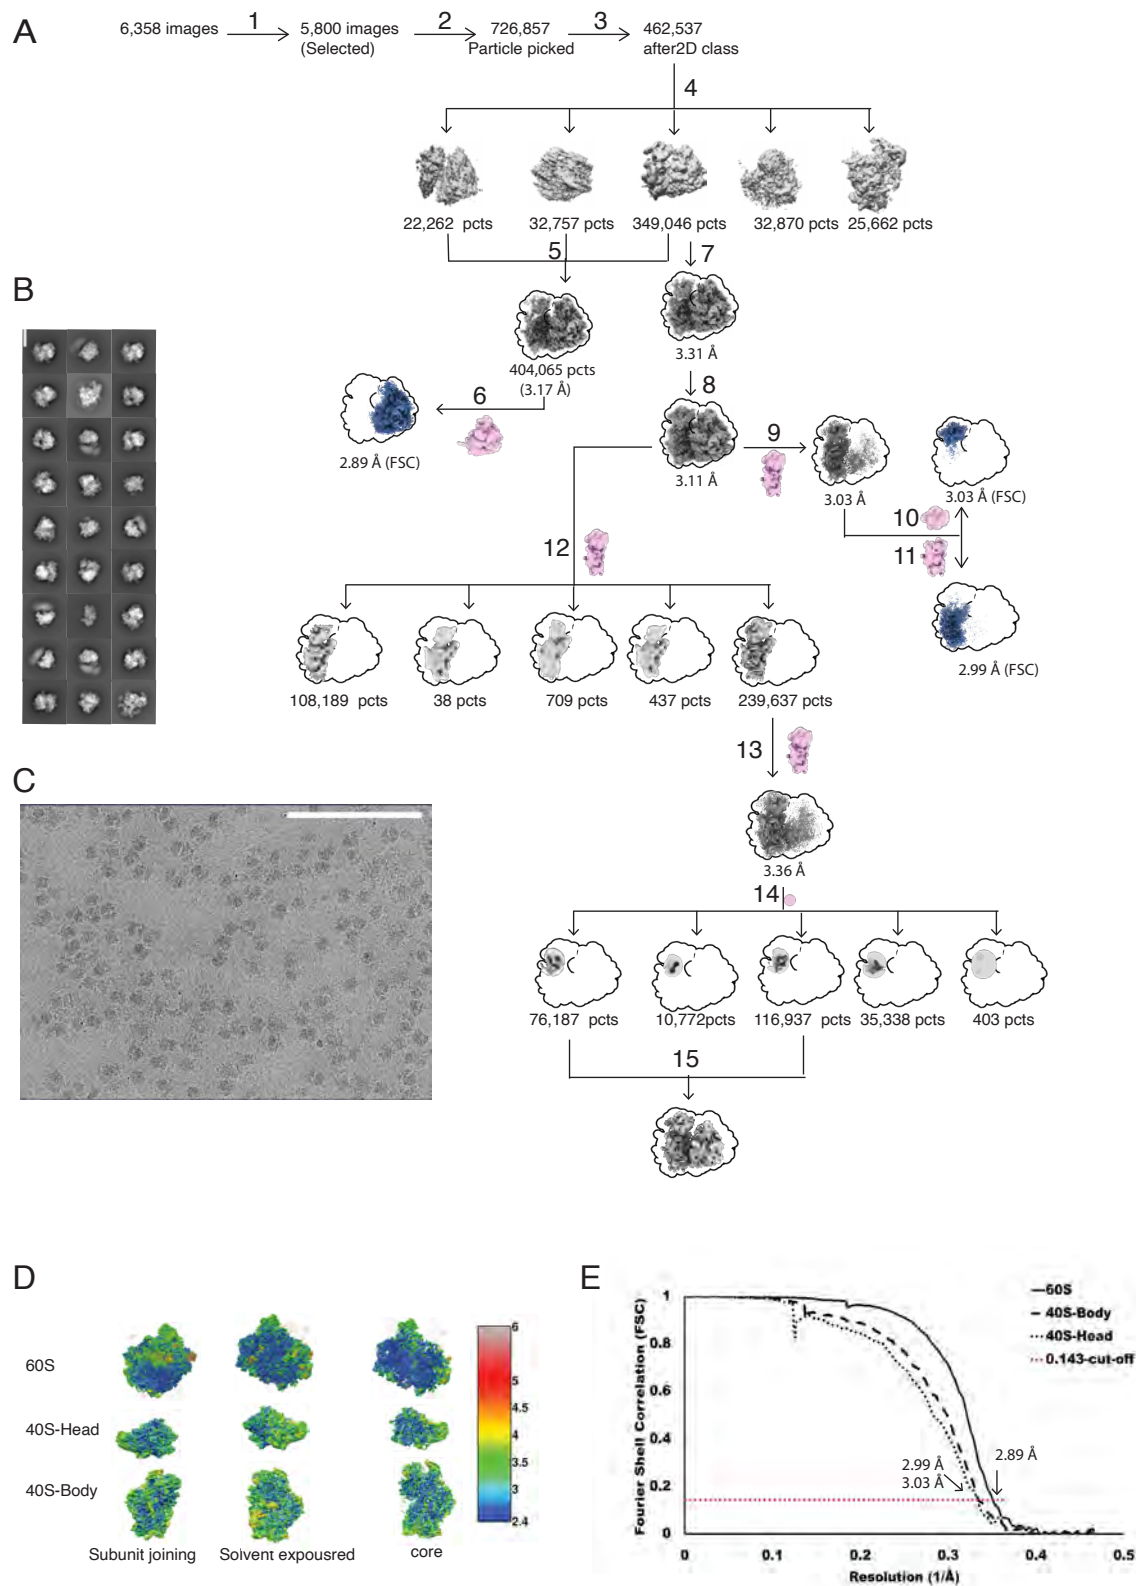 A
6,358 images
1
5,800 images
(Selected)
2
726,857
Particle picked
3
462,537
after2D class
4
22,262 pcts
32,757 pcts
349,046 pcts
32,870 pcts
25,662 pcts
5
7
B
404,065 pcts
(3.17 Å)
3.31 Å
6
8
2.89 Å (FSC)
3.11 Å
9
3.03 Å
3.03 Å (FSC)
10
11
2.99 Å (FSC)
12
108,189 pcts
38 pcts
709 pcts
437 pcts
239,637 pcts
13
C
3.36 Å
14
76,187 pcts
10,772pcts
116,937 pcts
35,338 pcts
403 pcts
15
D
60S
40S-Head
40S-Body
Subunit joining
Solvent expoursred
core
6
5.5
5
4.5
4
3.5
3
2.4
E
Fourier Shell Correlation (FSC)
1
0.8
0.6
0.4
0.2
0
0
0.1
0.2
0.3
0.4
0.5
Resolution (1/Å)
60S
40S-Body
40S-Head
0.143-cut-off
2.99 Å
3.03 Å
2.89 Å